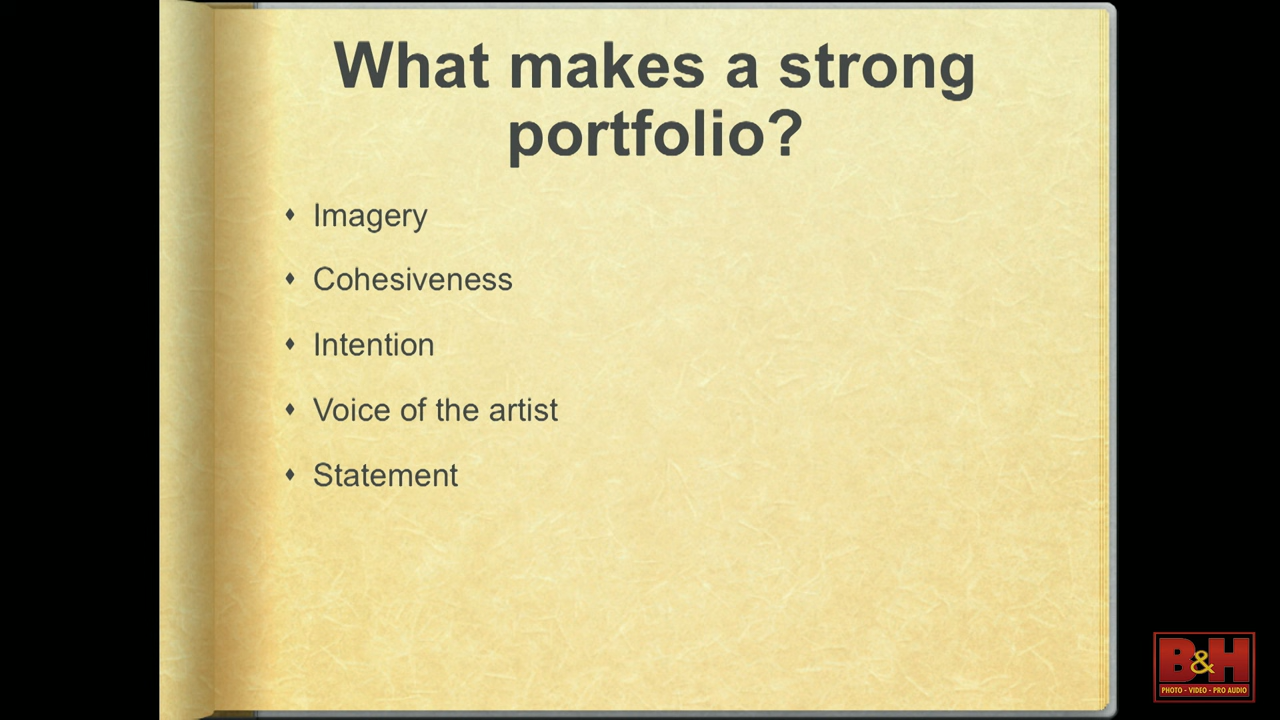 What makes a strong
portfolio?
Imagery
Cohesiveness
Intention
Voice of the artist
Statement
B&H
PHOTO - VIDEO - PRO AUDIO